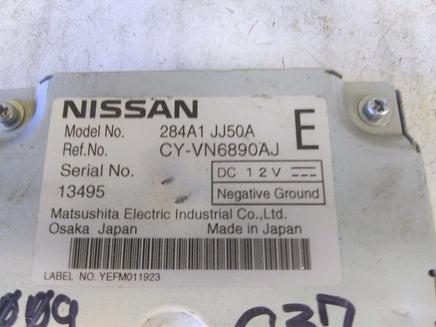 NISSAN
Model No. 284A1 JJ50A E
Ref.No. CY-VN6890AJ
Serial No. DC 12V
13495 Negative Ground
Matsushita Electric Industrial Co.,Ltd.
Osaka Japan Made in Japan
LABEL NO. YEFM011923